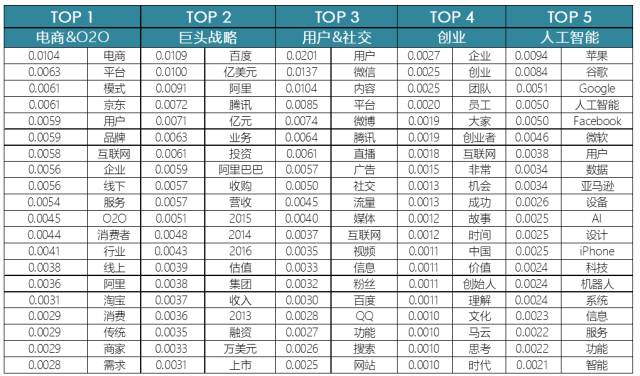 TOP 1 TOP 2 TOP 3 TOP 4 TOP 5
电商&O2O 巨头战略 用户&社交 创业 人工智能
0.0104 电商 0.0109 百度 0.0201 用户 0.0027 企业 0.0094 苹果
0.0063 平台 0.0100 亿美元 0.0137 微信 0.0025 创业 0.0084 谷歌
0.0061 模式 0.0091 阿里 0.0104 内容 0.0025 团队 0.0051 Google
0.0061 京东 0.0072 腾讯 0.0085 平台 0.0020 员工 0.0050 人工智能
0.0059 用户 0.0071 亿元 0.0074 微博 0.0019 大家 0.0050 Facebook
0.0059 品牌 0.0063 业务 0.0064 腾讯 0.0019 创业者 0.0046 微软
0.0058 互联网 0.0061 投资 0.0061 直播 0.0018 互联网 0.0038 用户
0.0056 企业 0.0059 阿里巴巴 0.0057 广告 0.0015 非常 0.0034 数据
0.0056 线下 0.0057 收购 0.0050 社交 0.0013 机会 0.0034 亚马逊
0.0054 服务 0.0057 营收 0.0045 流量 0.0013 成功 0.0026 设备
0.0045 O2O 0.0051 2015 0.0040 媒体 0.0012 故事 0.0025 AI
0.0044 消费者 0.0048 2014 0.0037 互联网 0.0012 时间 0.0025 设计
0.0041 行业 0.0043 2016 0.0035 视频 0.0011 中国 0.0025 iPhone
0.0038 线上 0.0039 估值 0.0033 信息 0.0011 价值 0.0024 科技
0.0036 阿里 0.0038 集团 0.0032 粉丝 0.0011 创始人 0.0024 机器人
0.0031 淘宝 0.0037 收入 0.0030 百度 0.0011 理解 0.0024 系统
0.0029 消费 0.0036 2013 0.0028 QQ 0.0010 文化 0.0023 信息
0.0029 传统 0.0035 融资 0.0027 功能 0.0010 马云 0.0022 服务
0.0029 商家 0.0033 万美元 0.0026 搜索 0.0010 思考 0.0022 功能
0.0028 需求 0.0031 上市 0.0025 网站 0.0010 时代 0.0021 智能